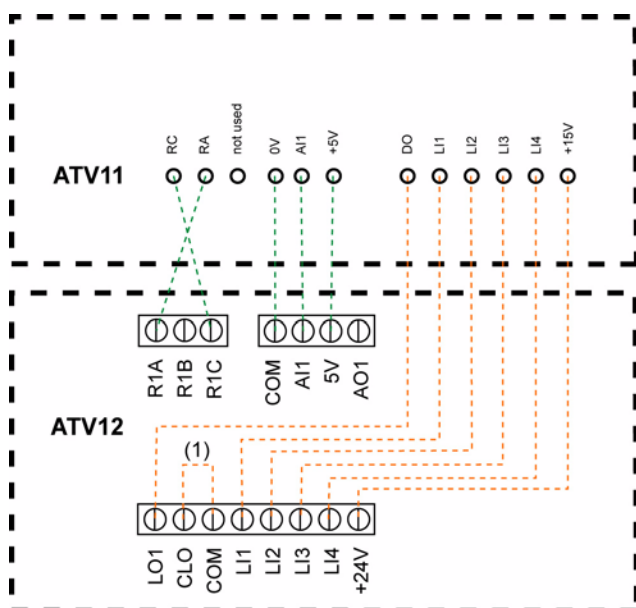 RC
RA
not used
0V
AI1
+5V
DO
LI1
LI2
LI3
LI4
+15V
ATV11
R1A
R1B
R1C
COM
AI1
5V
AO1
ATV12
(1)
LO1
CLO
COM
LI1
LI2
LI3
LI4
+24V